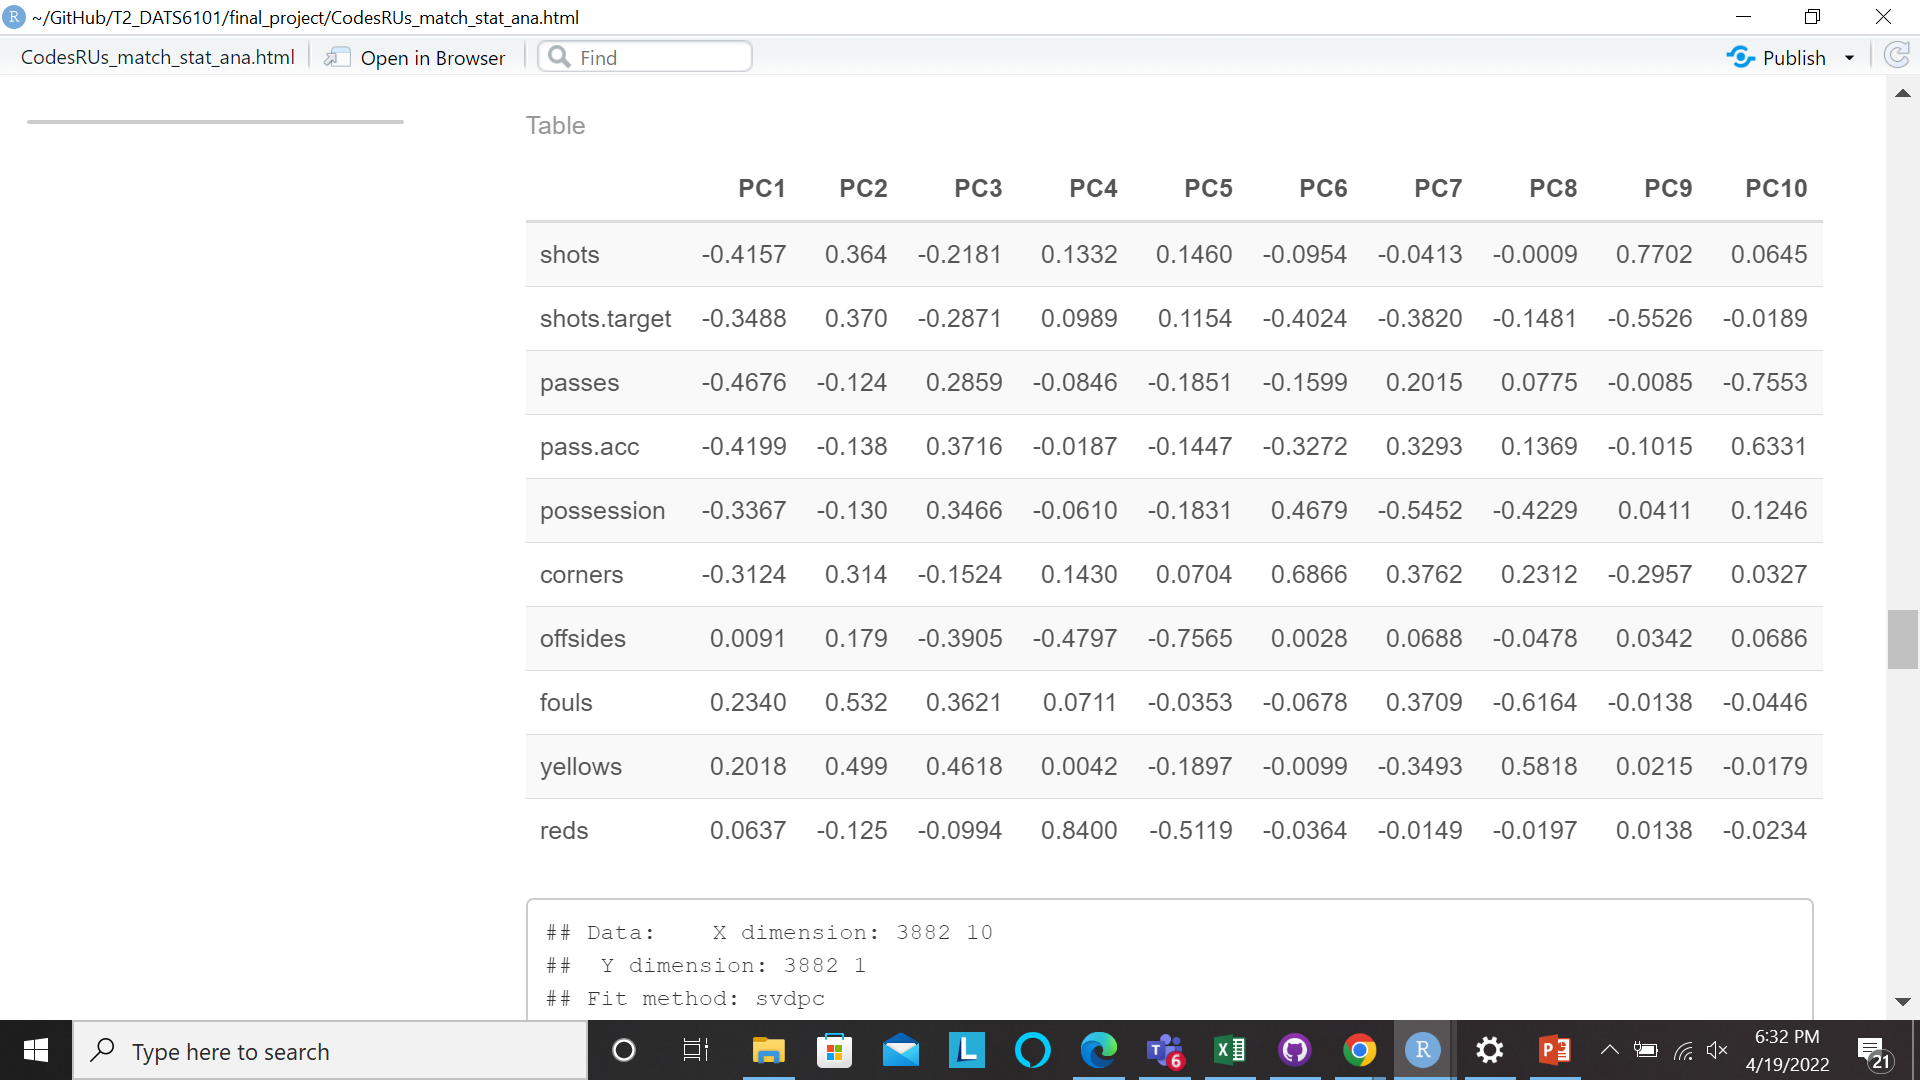 R ~/GitHub/T2_DATS6101/final_project/CodesRUs_match_stat_ana.html
CodesRUs_match_stat_ana.html Open in Browser Find Publish
Table
PC1 PC2 PC3 PC4 PC5 PC6 PC7 PC8 PC9 PC10
shots -0.4157 0.364 -0.2181 0.1332 0.1460 -0.0954 -0.0413 -0.0009 0.7702 0.0645
shots.target -0.3488 0.370 -0.2871 0.0989 0.1154 -0.4024 -0.3820 -0.1481 -0.5526 -0.0189
passes -0.4676 -0.124 0.2859 -0.0846 -0.1851 -0.1599 0.2015 0.0775 -0.0085 -0.7553
pass.acc -0.4199 -0.138 0.3716 -0.0187 -0.1447 -0.3272 0.3293 0.1369 -0.1015 0.6331
possession -0.3367 -0.130 0.3466 -0.0610 -0.1831 0.4679 -0.5452 -0.4229 0.0411 0.1246
corners -0.3124 0.314 -0.1524 0.1430 0.0704 0.6866 0.3762 0.2312 -0.2957 0.0327
offsides 0.0091 0.179 -0.3905 -0.4797 -0.7565 0.0028 0.0688 -0.0478 0.0342 0.0686
fouls 0.2340 0.532 0.3621 0.0711 -0.0353 -0.0678 0.3709 -0.6164 -0.0138 -0.0446
yellows 0.2018 0.499 0.4618 0.0042 -0.1897 -0.0099 -0.3493 0.5818 0.0215 -0.0179
reds 0.0637 -0.125 -0.0994 0.8400 -0.5119 -0.0364 -0.0149 -0.0197 0.0138 -0.0234
## Data: X dimension: 3882 10
## Y dimension: 3882 1
## Fit method: svdpc
Type here to search L T 6 X R P 6:32 PM
4/19/2022 21